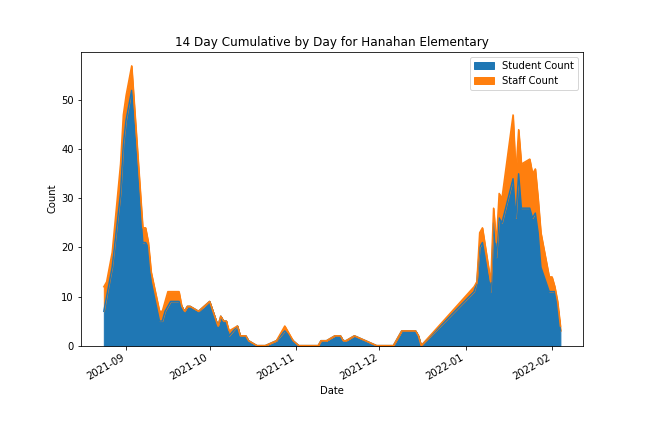 14 Day Cumulative by Day for Hanahan Elementary
Student Count
Staff Count
Count
50
40
30
20
10
0
2021-09
2021-10
2021-11
2021-12
2022-01
2022-02
Date